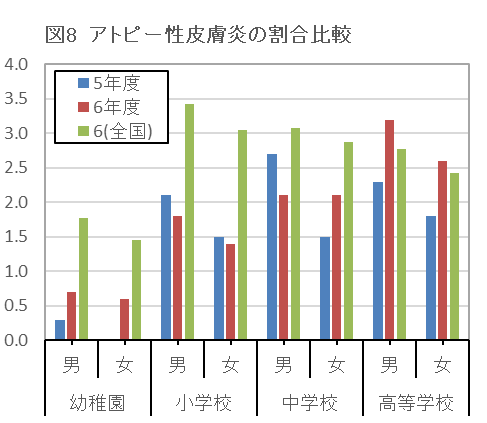 図8 アトピー性皮膚炎の割合比較
4.0
3.5
3.0
2.5
2.0
1.5
1.0
0.5
0.0
5年度
6年度
6(全国)
男 女 男 女 男 女 男 女
幼稚園 小学校 中学校 高等学校